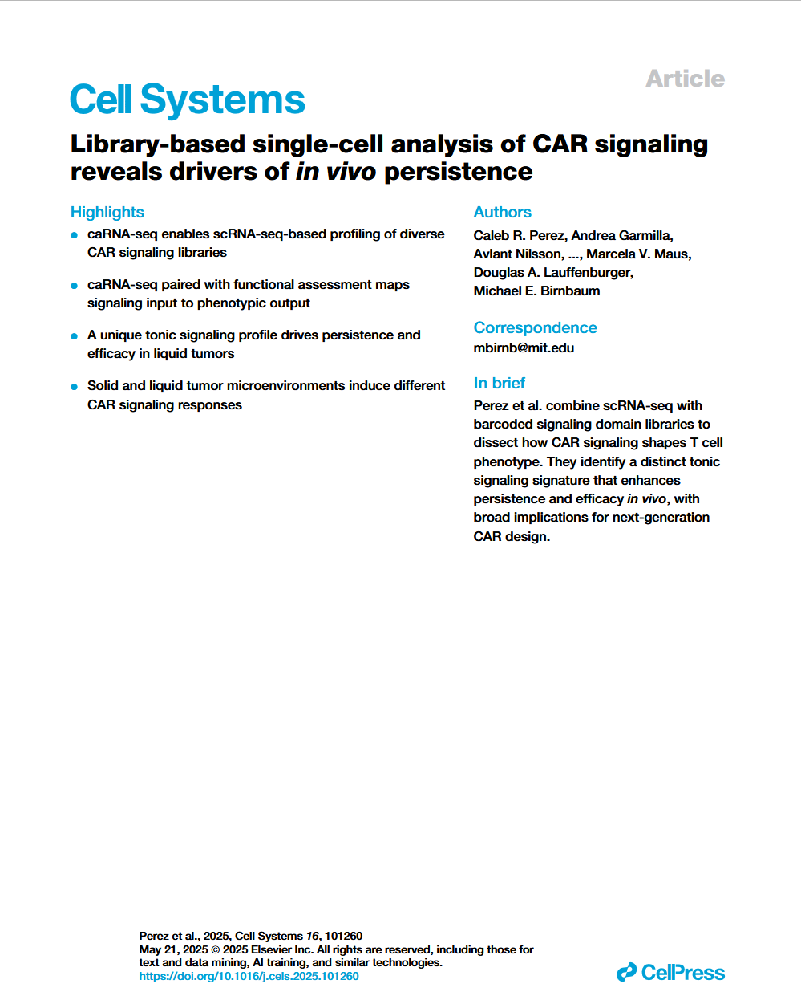 Article
Cell Systems
Library-based single-cell analysis of CAR signaling
reveals drivers of in vivo persistence
Highlights
● caRNA-seq enables scRNA-seq-based profiling of diverse
CAR signaling libraries
● caRNA-seq paired with functional assessment maps
signaling input to phenotypic output
● A unique tonic signaling profile drives persistence and
efficacy in liquid tumors
● Solid and liquid tumor microenvironments induce different
CAR signaling responses
Authors
Caleb R. Perez, Andrea Garmilla,
Avlant Nilsson, ..., Marcela V. Maus,
Douglas A. Lauffenburger,
Michael E. Birnbaum
Correspondence
mbirnb@mit.edu
In brief
Perez et al. combine scRNA-seq with
barcoded signaling domain libraries to
dissect how CAR signaling shapes T cell
phenotype. They identify a distinct tonic
signaling signature that enhances
persistence and efficacy in vivo, with
broad implications for next-generation
CAR design.
Perez et al., 2025, Cell Systems 16, 101260
May 21, 2025 © 2025 Elsevier Inc. All rights are reserved, including those for
text and data mining, AI training, and similar technologies.
https://doi.org/10.1016/j.cels.2025.101260
CellPress